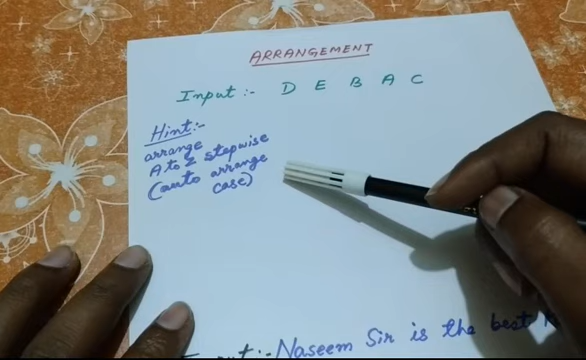 ARRANGEMENT
Input :- D E B A C
Hint:-
arrange
A to Z stepwise
(auto arrange
case)
Naseem Sir is the best